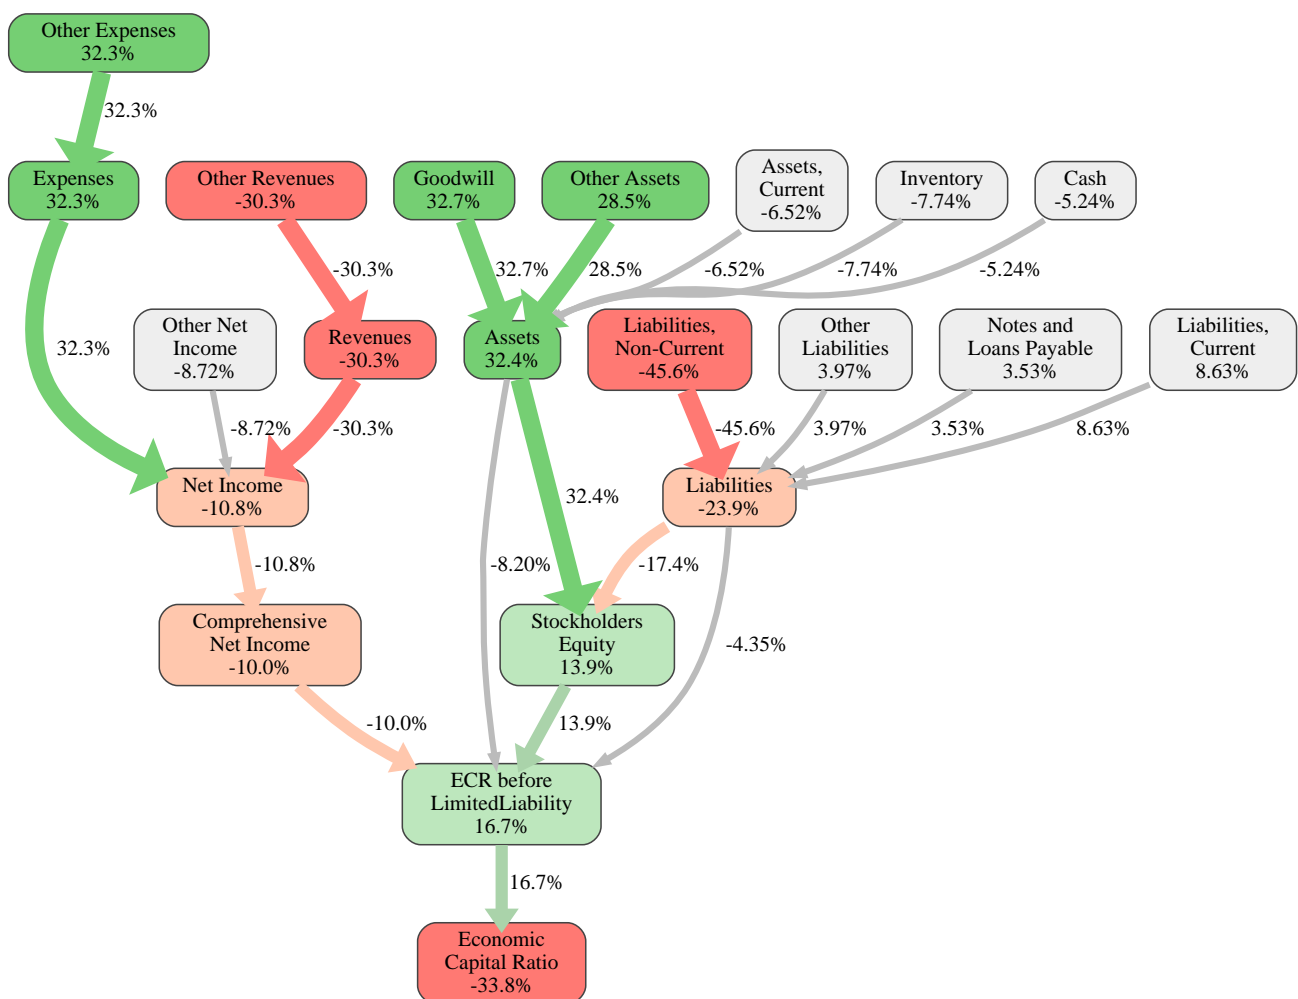 Other Expenses
32.3%
32.3%
Expenses
32.3%
Other Revenues
-30.3%
Goodwill
32.7%
Other Assets
28.5%
Assets,
Current
-6.52%
Inventory
-7.74%
Cash
-5.24%
-30.3%
32.7%
28.5%
-6.52%
-7.74%
-5.24%
32.3%
Other Net
Income
-8.72%
Revenues
-30.3%
Assets
32.4%
Liabilities,
Non-Current
-45.6%
Other
Liabilities
3.97%
Notes and
Loans Payable
3.53%
Liabilities,
Current
8.63%
-8.72%
-30.3%
-45.6%
3.97%
3.53%
8.63%
Net Income
-10.8%
32.4%
Liabilities
-23.9%
-10.8%
-8.20%
-17.4%
Comprehensive
Net Income
-10.0%
Stockholders
Equity
13.9%
-4.35%
-10.0%
13.9%
ECR before
LimitedLiability
16.7%
16.7%
Economic
Capital Ratio
-33.8%